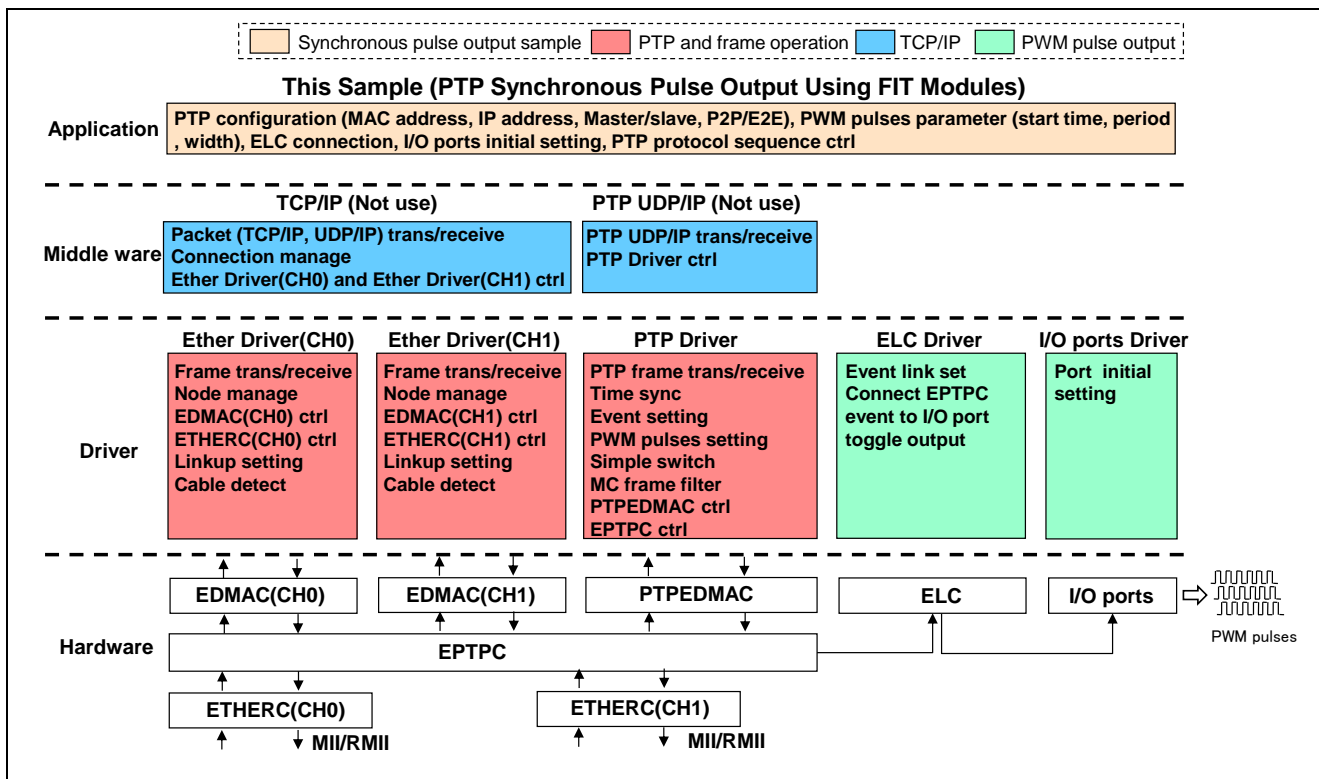 Synchronous pulse output sample
PTP and frame operation
TCP/IP
PWM pulse output
This Sample (PTP Synchronous Pulse Output Using FIT Modules)
Application
PTP configuration (MAC address, IP address, Master/slave, P2P/E2E), PWM pulses parameter (start time, period
, width), ELC connection, I/O ports initial setting, PTP protocol sequence ctrl
TCP/IP (Not use)
PTP UDP/IP (Not use)
Middle ware
Packet (TCP/IP, UDP/IP) trans/receive
Connection manage
Ether Driver(CH0) and Ether Driver(CH1) ctrl
PTP UDP/IP trans/receive
PTP Driver ctrl
Driver
Ether Driver(CH0)
Frame trans/receive
Node manage
EDMAC(CH0) ctrl
ETHERC(CH0) ctrl
Linkup setting
Cable detect
Ether Driver(CH1)
Frame trans/receive
Node manage
EDMAC(CH1) ctrl
ETHERC(CH1) ctrl
Linkup setting
Cable detect
PTP Driver
PTP frame trans/receive
Time sync
Event setting
PWM pulses setting
Simple switch
MC frame filter
PTPEDMAC ctrl
EPTPC ctrl
ELC Driver
Event link set
Connect EPTPC
event to I/O port
toggle output
I/O ports Driver
Port initial
setting
Hardware
EDMAC(CH0)
EDMAC(CH1)
PTPEDMAC
ELC
I/O ports
PWM pulses
EPTPC
ETHERC(CH0)
ETHERC(CH1)
MII/RMII
MII/RMII